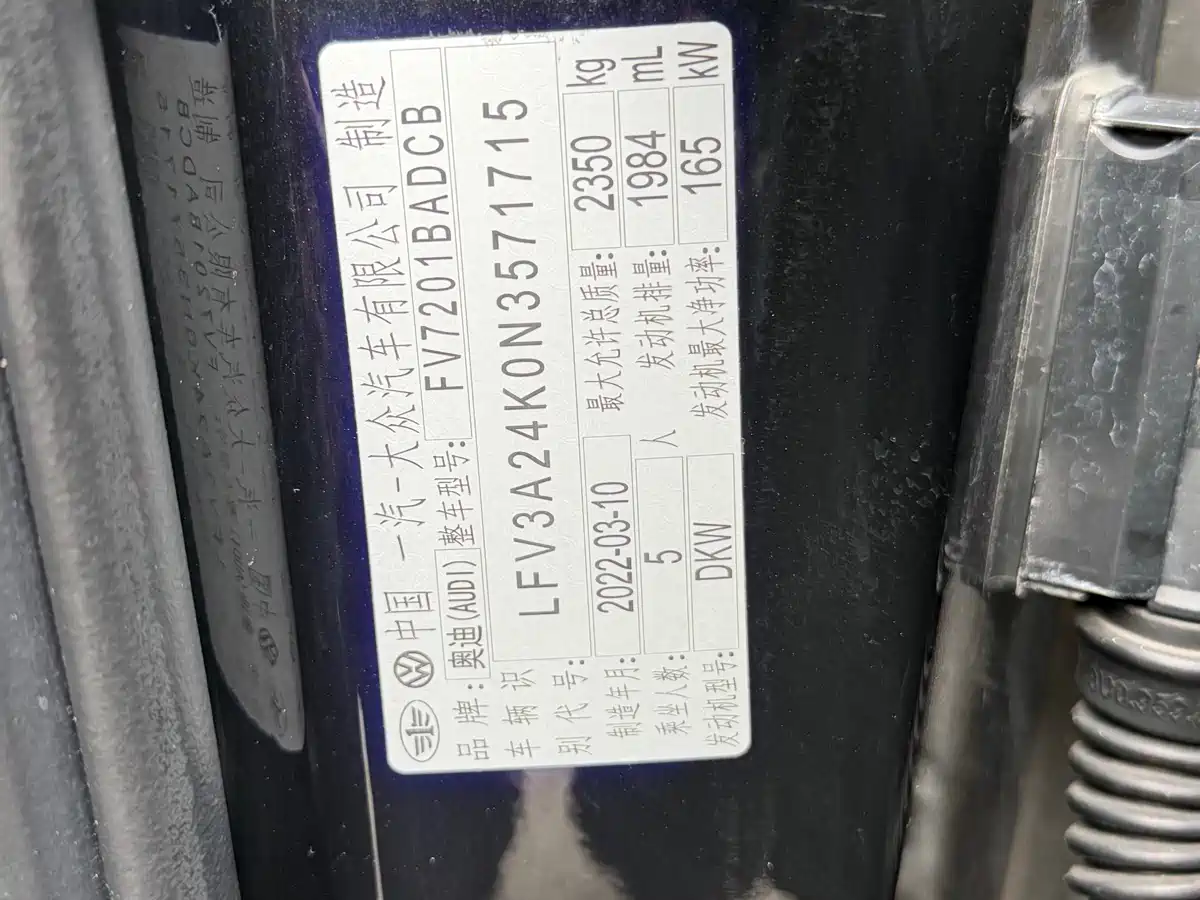 中国 一汽-大众汽车有限公司 制造
品牌: 奥迪(AUDI) 整车型号: FV7201BADCB
车辆识别代号: LFV3A24K0N3571715
制造年月: 2022-03-10 最大允许总质量: 2350 kg
乘坐人数: 5 人 发动机排量: 1984 mL
发动机型号: DKW 发动机最大净功率: 165 kW